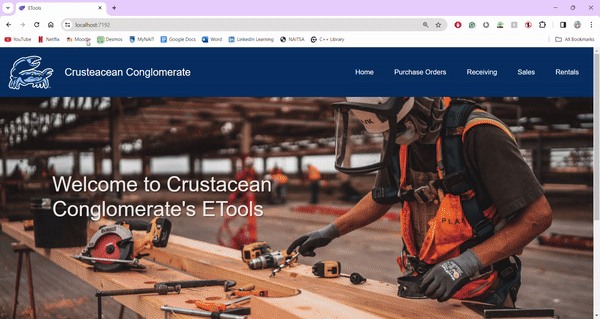 ETools
localhost:7192
YouTube Netflix Moodle Desmos MyNAIT Google Docs Word LinkedIn Learning NAITSA C++ Library All Bookmarks
Crusteacean Conglomerate Home Purchase Orders Receiving Sales Rentals
Welcome to Crustacean
Conglomerate's ETools